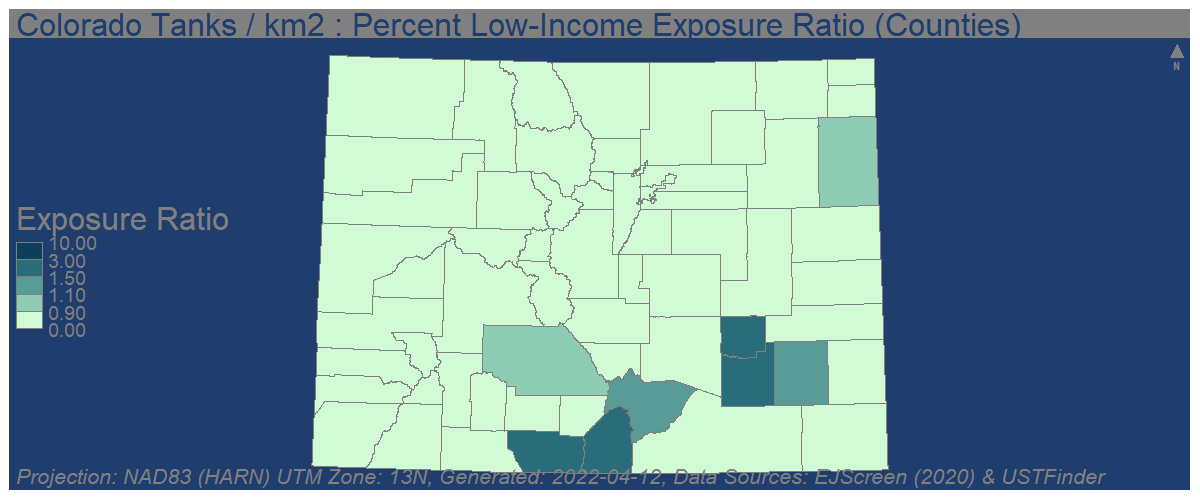 Colorado Tanks / km2 : Percent Low-Income Exposure Ratio (Counties)
N
Exposure Ratio
10.00
3.00
1.50
1.10
0.90
0.00
Projection: NAD83 (HARN) UTM Zone: 13N, Generated: 2022-04-12, Data Sources: EJScreen (2020) & USTFinder